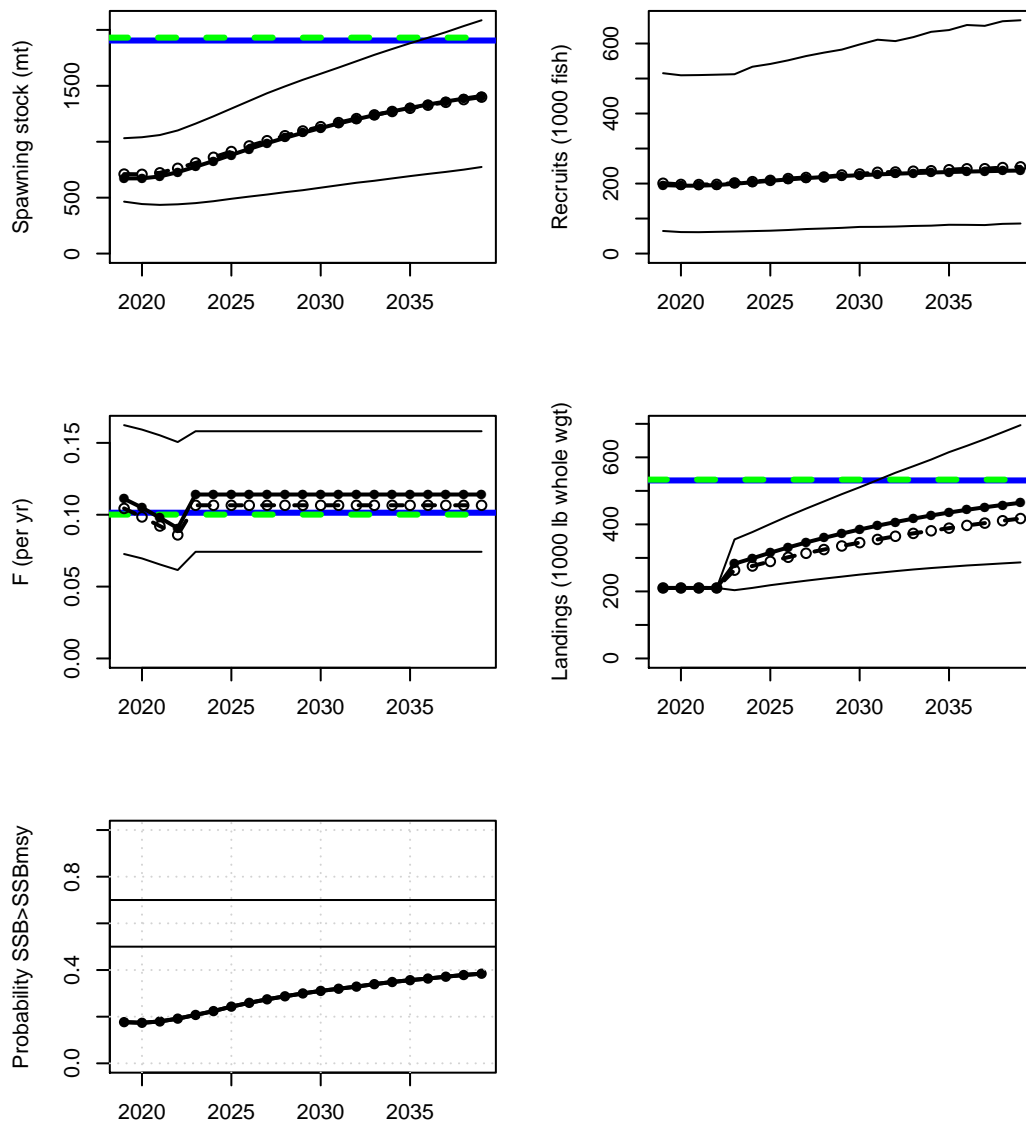 Spawning stock (mt)
0 500 1500
2020 2025 2030 2035
Recruits (1000 fish)
0 200 400 600
2020 2025 2030 2035
F (per yr)
0.00 0.05 0.10 0.15
2020 2025 2030 2035
Landings (1000 lb whole wgt)
0 200 400 600
2020 2025 2030 2035
Probability SSB>SSBmsy
0.0 0.4 0.8
2020 2025 2030 2035